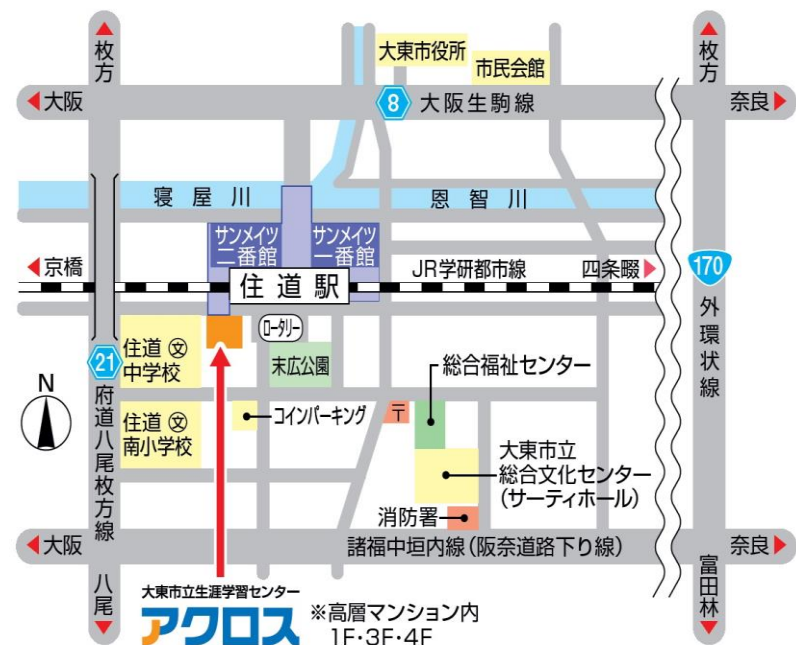 枚方
大東市役所
市民会館
枚方
大阪
8
大阪生駒線
奈良
寝屋川
恩智川
サンメイツ
二番館
サンメイツ
一番館
京橋
住道駅
JR学研都市線
四条畷
170
外環状線
21
府道八尾枚方線
住道 文
中学校
ロータリー
末広公園
総合福祉センター
N
住道 文
南小学校
コインパーキング
〒
大東市立
総合文化センター
(サーティホール)
消防署
大阪
諸福中垣内線(阪奈道路下り線)
奈良
八尾
富田林
大東市立生涯学習センター
アクロス
※高層マンション内
1F・3F・4F